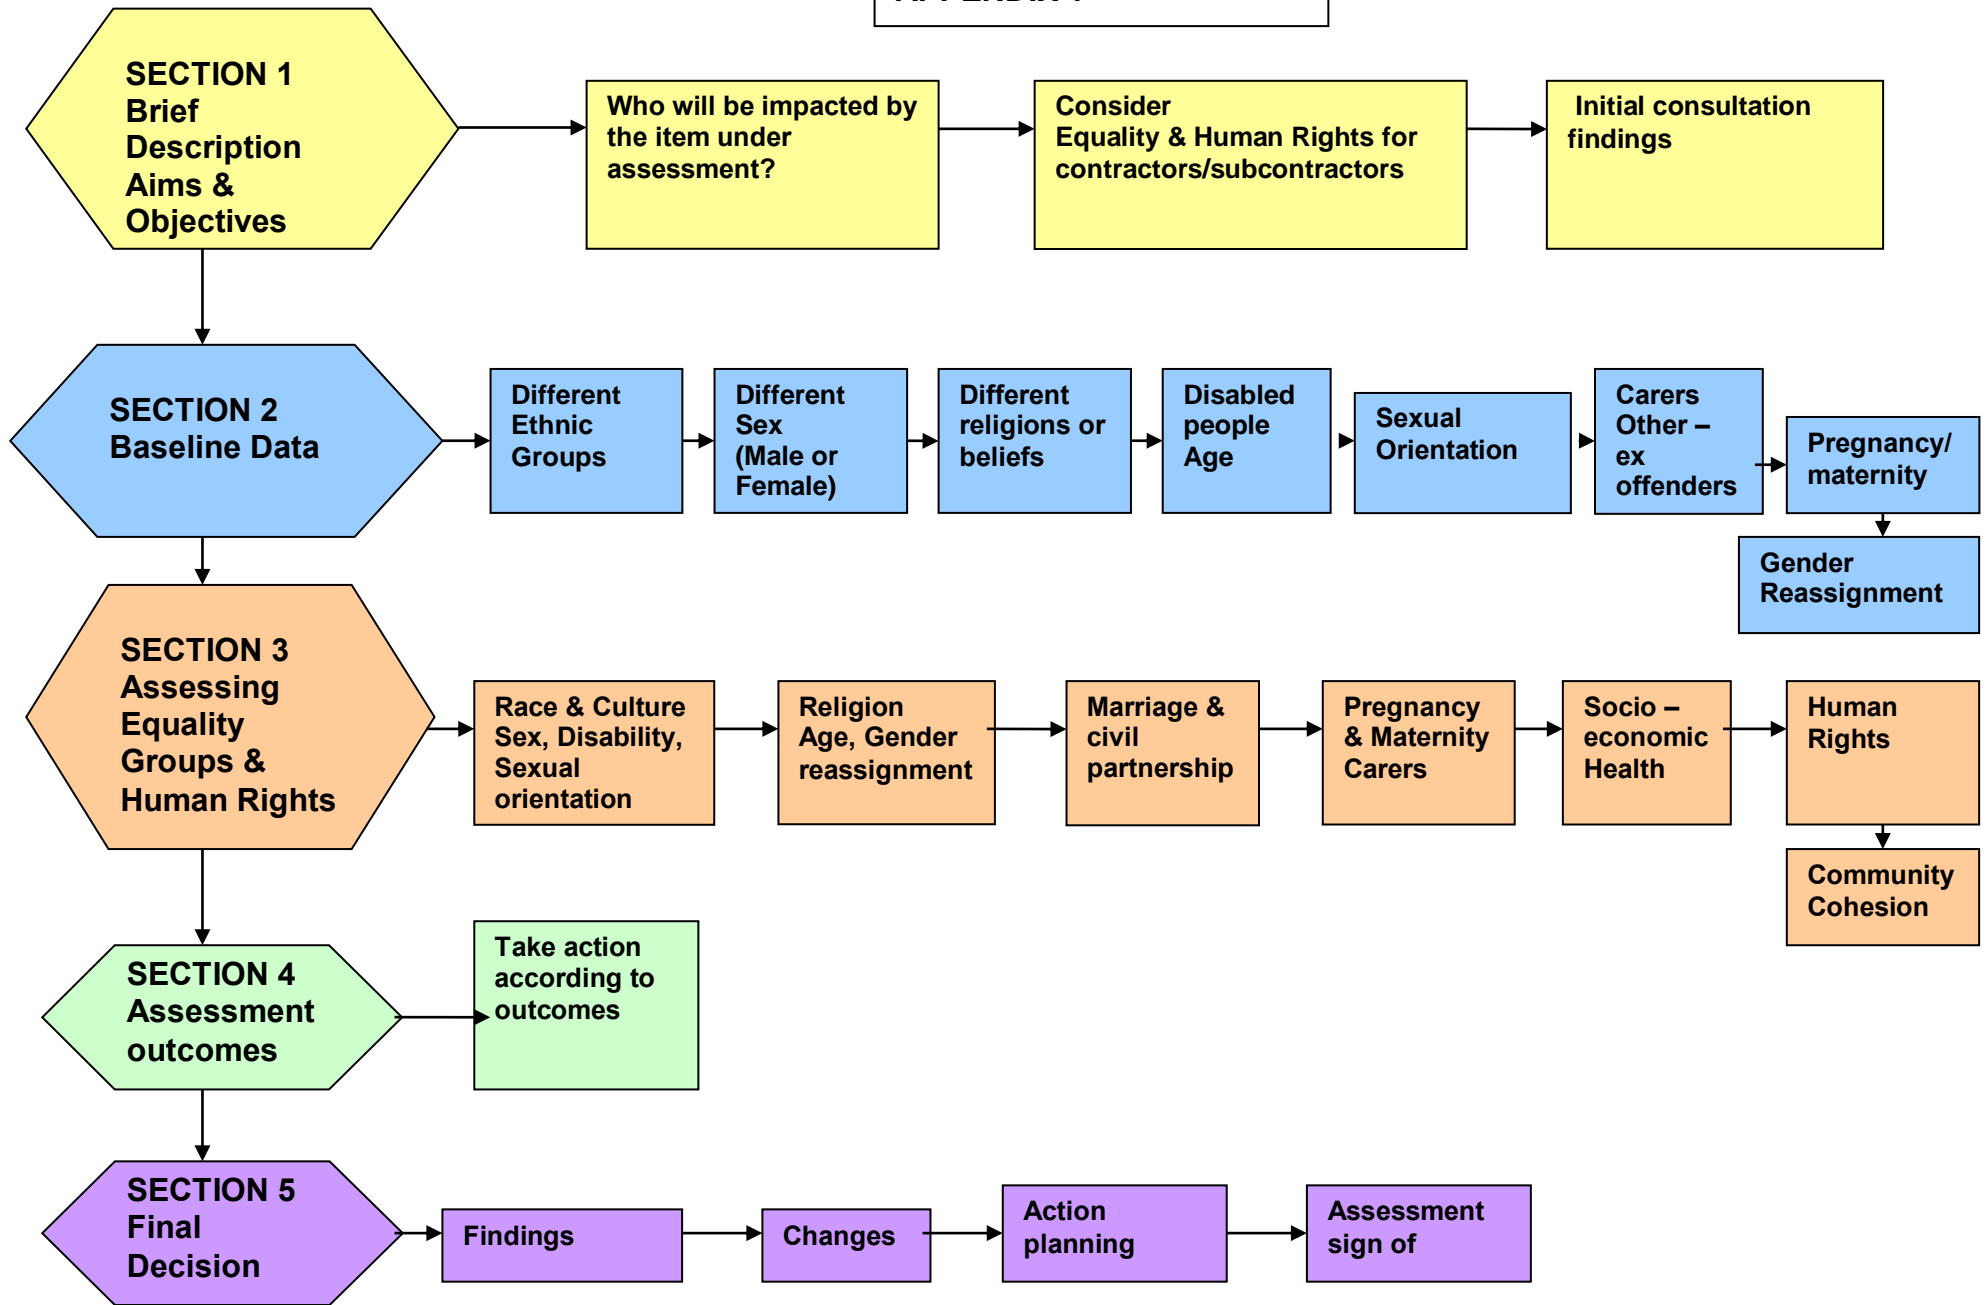 SECTION 1
Brief
Description
Aims &
Objectives
Who will be impacted by
the item under
assessment?
Consider
Equality & Human Rights for
contractors/subcontractors
Initial consultation
findings
SECTION 2
Baseline Data
Different
Ethnic
Groups
Different
Sex
(Male or
Female)
Different
religions or
beliefs
Disabled
people
Age
Sexual
Orientation
Carers
Other –
ex
offenders
Pregnancy/
maternity
Gender
Reassignment
SECTION 3
Assessing
Equality
Groups &
Human Rights
Race & Culture
Sex, Disability,
Sexual
orientation
Religion
Age, Gender
reassignment
Marriage &
civil
partnership
Pregnancy
& Maternity
Carers
Socio –
economic
Health
Human
Rights
Community
Cohesion
SECTION 4
Assessment
outcomes
Take action
according to
outcomes
SECTION 5
Final
Decision
Findings
Changes
Action
planning
Assessment
sign of